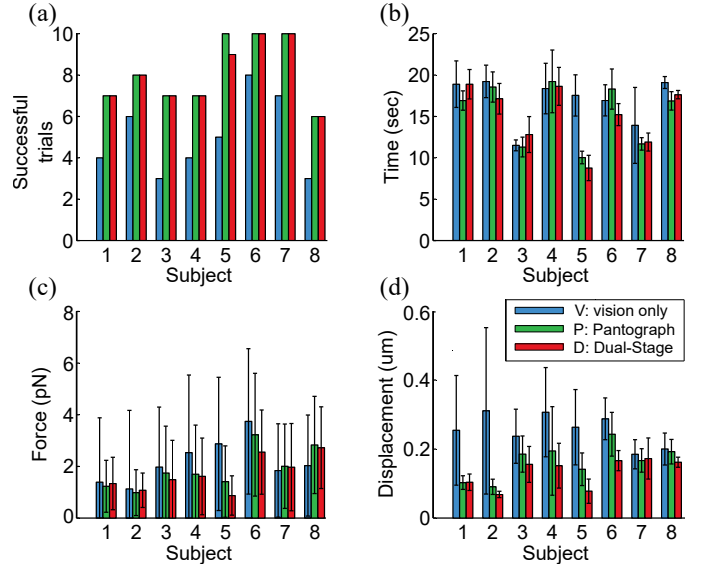 (a)
10
8
6
4
2
0
Successful
trials
1 2 3 4 5 6 7 8
Subject
(b)
25
20
15
10
5
0
Time (sec)
1 2 3 4 5 6 7 8
Subject
(c)
8
6
4
2
0
Force (pN)
1 2 3 4 5 6 7 8
Subject
(d)
0.6
0.4
0.2
0
Displacement (um)
V: vision only
P: Pantograph
D: Dual-Stage
1 2 3 4 5 6 7 8
Subject